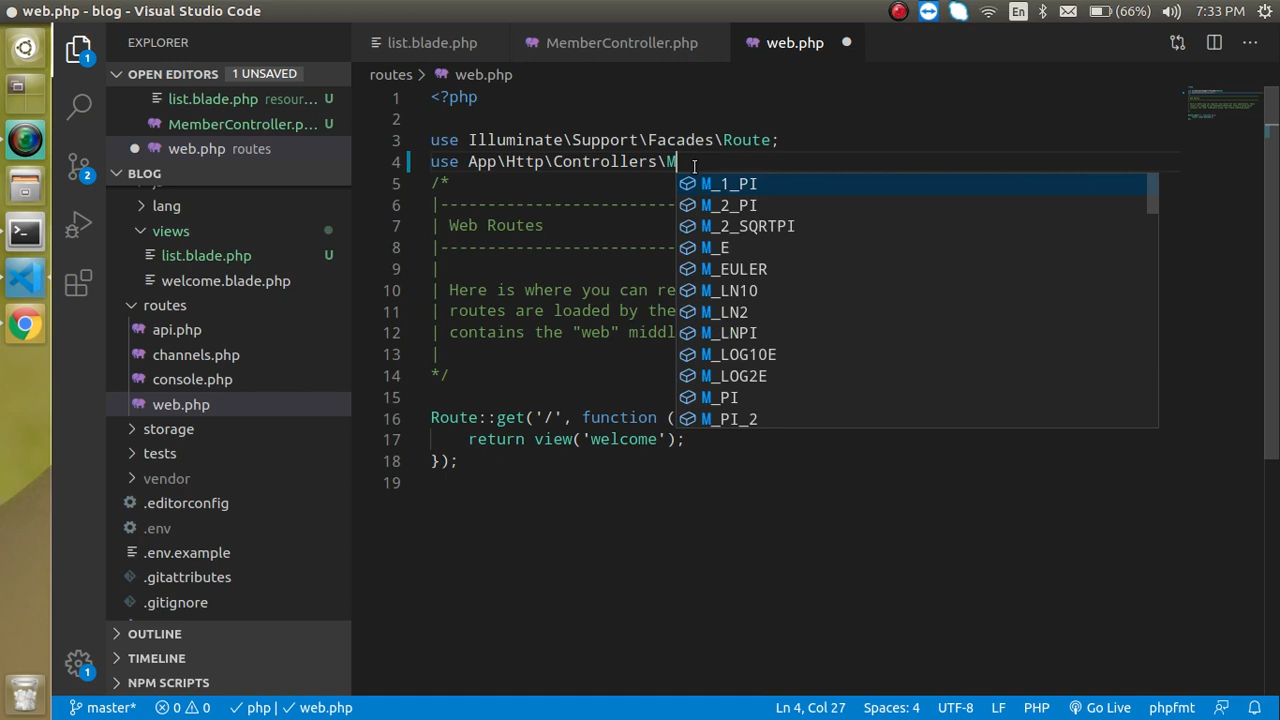 web.php - blog - Visual Studio Code
En
(66%)
7:33 PM
EXPLORER
OPEN EDITORS
1 UNSAVED
list.blade.php resour... U
MemberController.p... U
web.php routes
BLOG
lang
views
list.blade.php U
welcome.blade.php
routes
api.php
channels.php
console.php
web.php
storage
tests
vendor
.editorconfig
.env
.env.example
.gitattributes
.gitignore
OUTLINE
TIMELINE
NPM SCRIPTS
1
1
list.blade.php
MemberController.php
web.php
routes > web.php
1 <?php
2
3 use Illuminate\Support\Facades\Route;
4 use App\Http\Controllers\M
5 /*
6 |--------------------------
7 | Web Routes
8 |--------------------------
9 |
10 | Here is where you can re
11 | routes are loaded by the
12 | contains the "web" middl
13 |
14 */
15
16 Route::get('/', function (
17 return view('welcome');
18 });
19
M_1_PI
M_2_PI
M_2_SQRTPI
M_E
M_EULER
M_LN10
M_LN2
M_LNPI
M_LOG10E
M_LOG2E
M_PI
M_PI_2
master*
0
0
php
web.php
Ln 4, Col 27
Spaces: 4
UTF-8
LF
PHP
Go Live
phpfmt